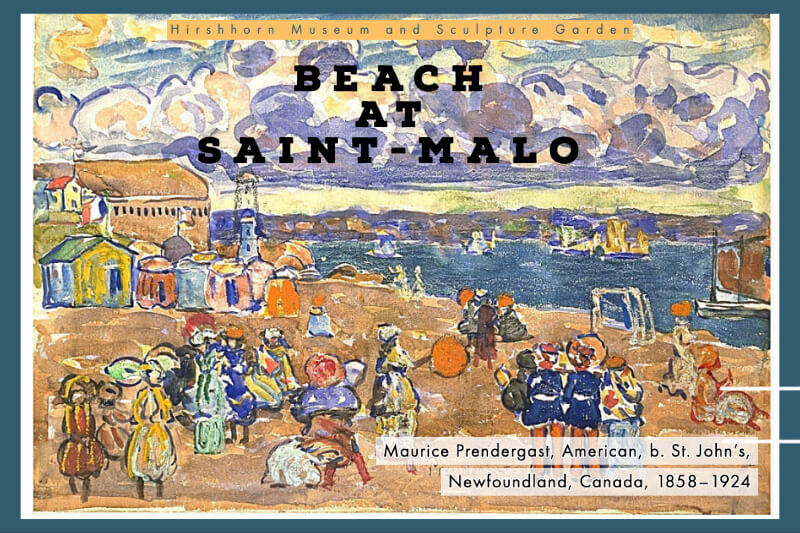 Hirshhorn Museum and Sculpture Garden
BEACH
AT
SAINT-MALO
Maurice Prendergast, American, b. St. John’s,
Newfoundland, Canada, 1858–1924